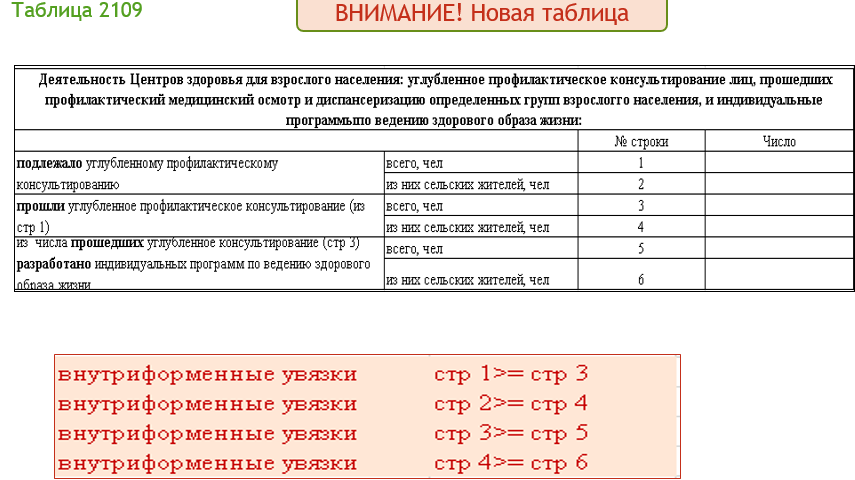 Таблица 2109
ВНИМАНИЕ! Новая таблица
Деятельность Центров здоровья для взрослого населения: углубленное профилактическое консультирование лиц, прошедших
профилактический медицинский осмотр и диспансеризацию определенных групп взрослогго населения, и индивидуальные
программыпо ведению здорового образа жизни:
№ строки Число
подлежало углубленному профилактическому
консультированию
всего, чел 1
из них сельских жителей, чел 2
прошли углубленное профилактическое консультирование (из
стр 1)
всего, чел 3
из них сельских жителей, чел 4
из числа прошедших углубленное консультирование (стр 3)
разработано индивидуальных программ по ведению здорового
образа жизни
всего, чел 5
из них сельских жителей, чел 6
внутриформенные увязки стр 1>= стр 3
внутриформенные увязки стр 2>= стр 4
внутриформенные увязки стр 3>= стр 5
внутриформенные увязки стр 4>= стр 6